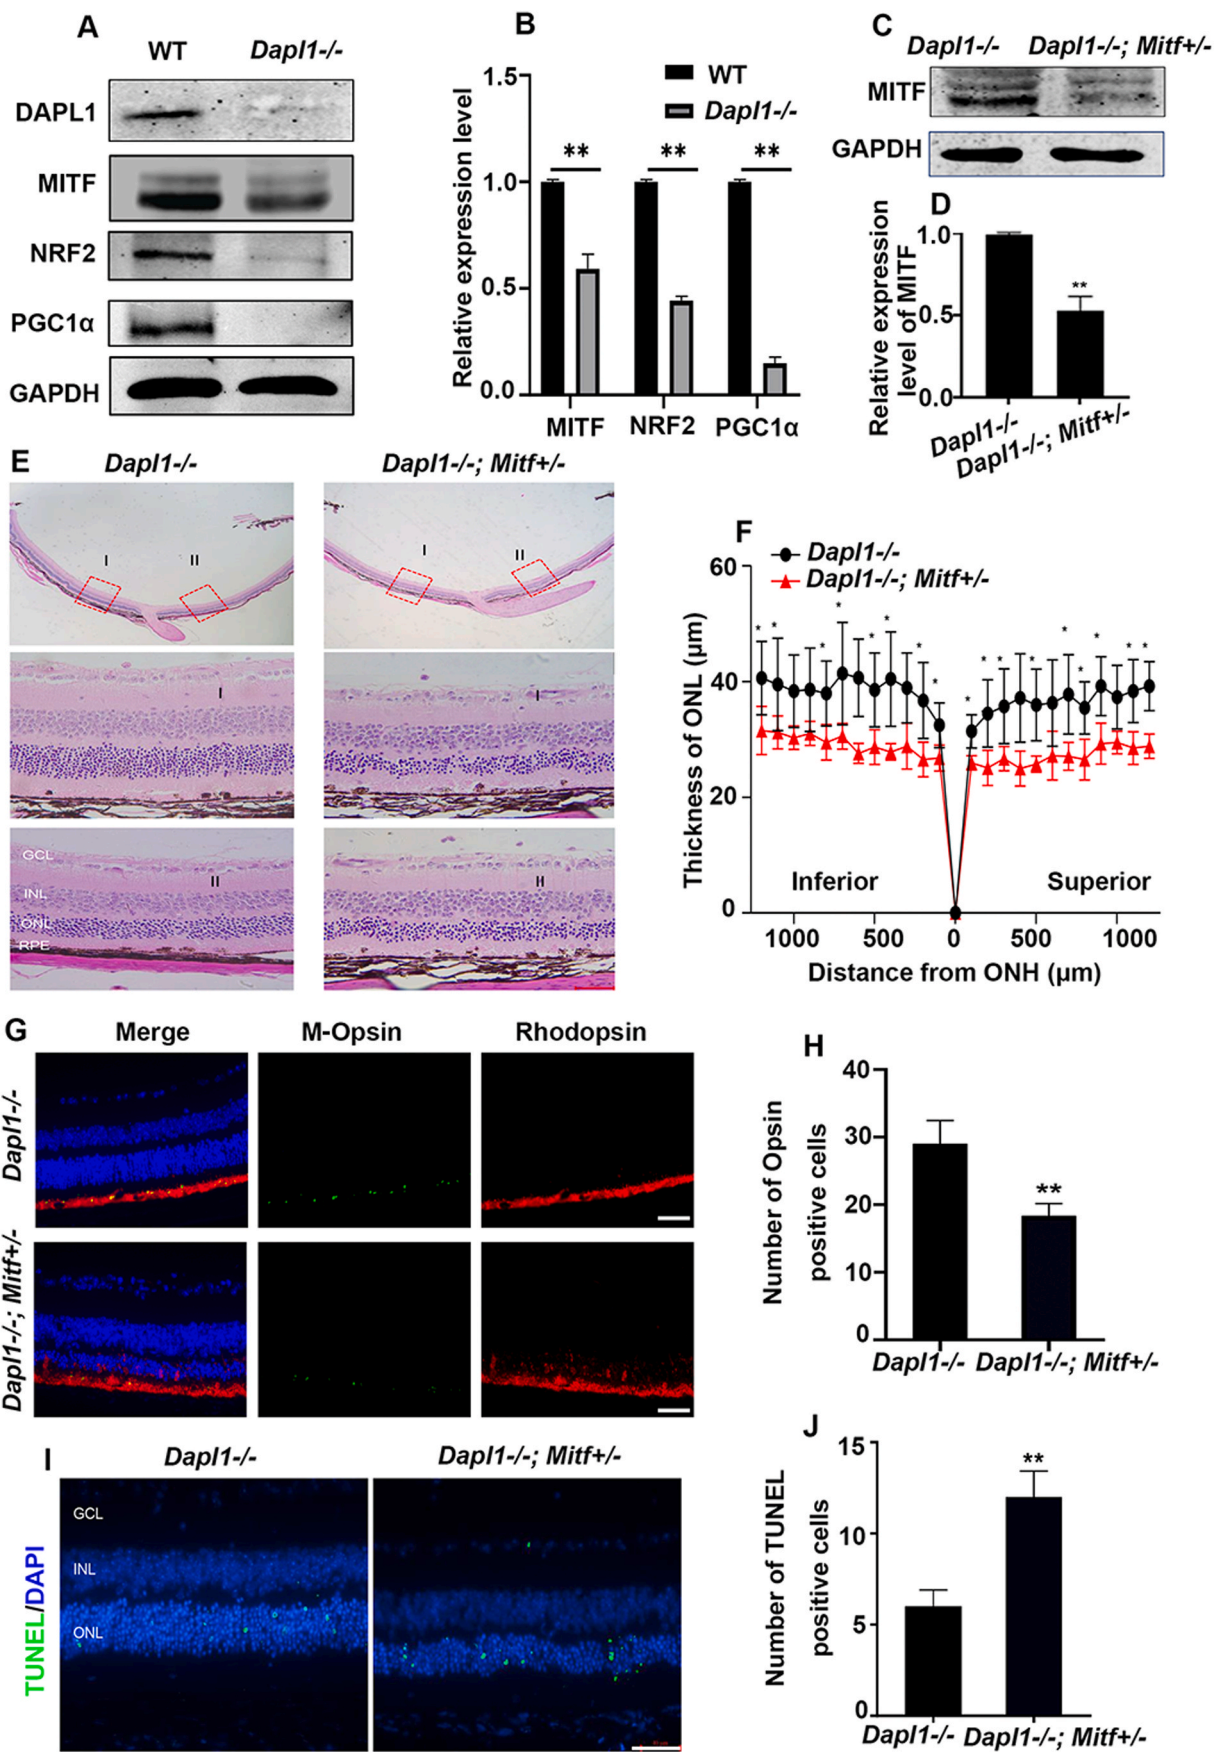 A
WT Dapl1-/-
DAPL1
MITF
NRF2
PGC1α
GAPDH
B
Relative expression level
1.5
1.0
0.5
0.0
WT
Dapl1-/-
** ** **
MITF NRF2 PGC1α
C
Dapl1-/- Dapl1-/-; Mitf+/-
MITF
GAPDH
D
Relative expression
level of MITF
1.0
0.5
0.0
**
Dapl1-/-
Dapl1-/-; Mitf+/-
E
Dapl1-/- Dapl1-/-; Mitf+/-
I II
I II
I
I
GCL
INL
ONL
RPE
II
II
F
Dapl1-/-
Dapl1-/-; Mitf+/-
Thickness of ONL (μm)
60
40
20
0
* * * * * * * * * * * * * * * * *
Inferior Superior
1000 500 0 500 1000
Distance from ONH (μm)
G
Merge M-Opsin Rhodopsin
Dapl1-/-
Dapl1-/-; Mitf+/-
H
Number of Opsin
positive cells
40
30
20
10
0
**
Dapl1-/- Dapl1-/-; Mitf+/-
I
Dapl1-/- Dapl1-/-; Mitf+/-
TUNEL/DAPI
GCL
INL
ONL
J
Number of TUNEL
positive cells
15
10
5
0
**
Dapl1-/- Dapl1-/-; Mitf+/-